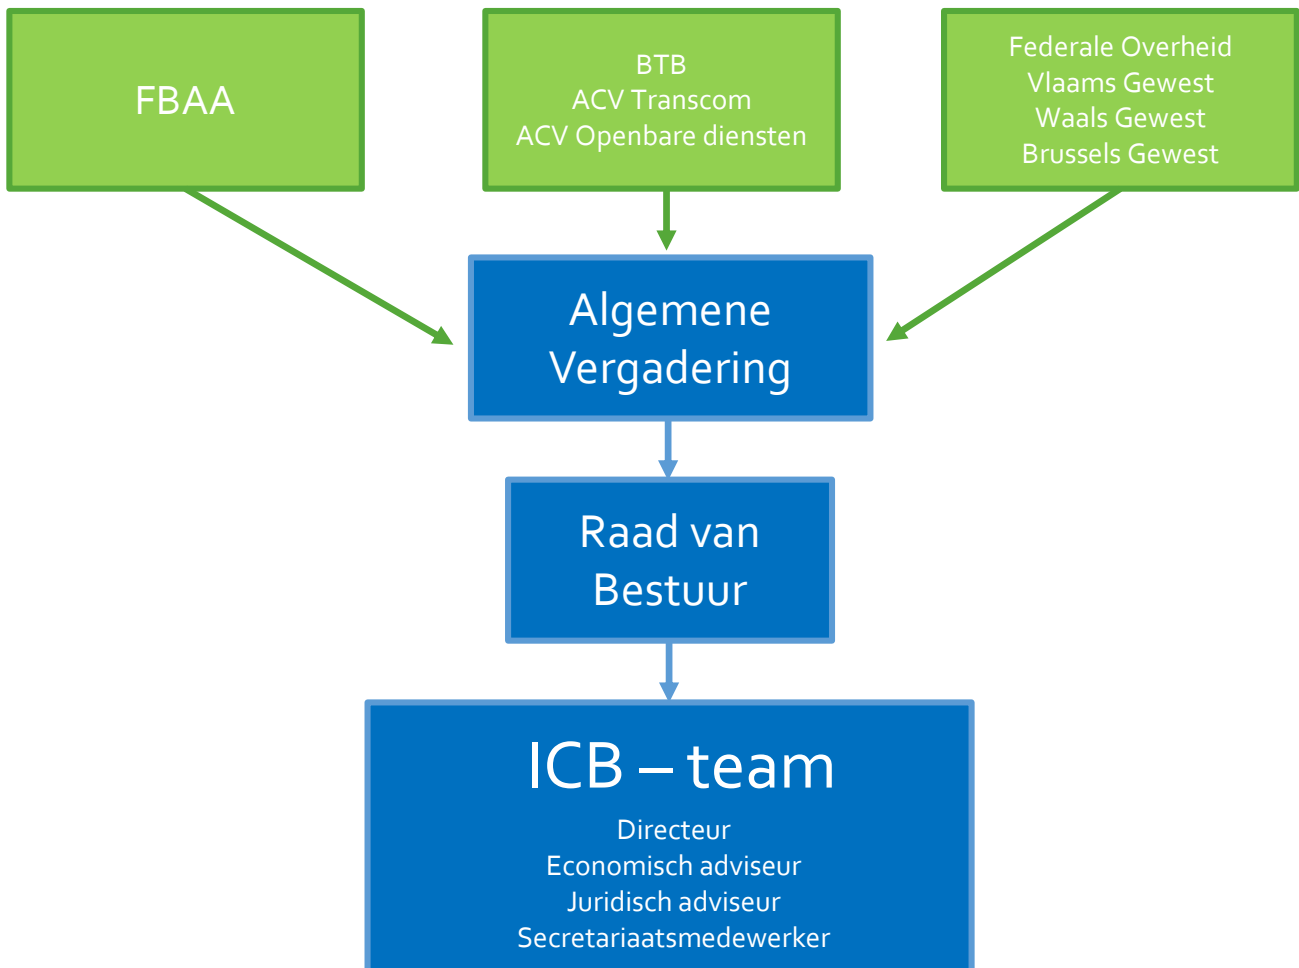 FBAA
BTB
ACV Transcom
ACV Openbare diensten
Federale Overheid
Vlaams Gewest
Waals Gewest
Brussels Gewest
Algemene
Vergadering
Raad van
Bestuur
ICB – team
Directeur
Economisch adviseur
Juridisch adviseur
Secretariaatsmedewerker